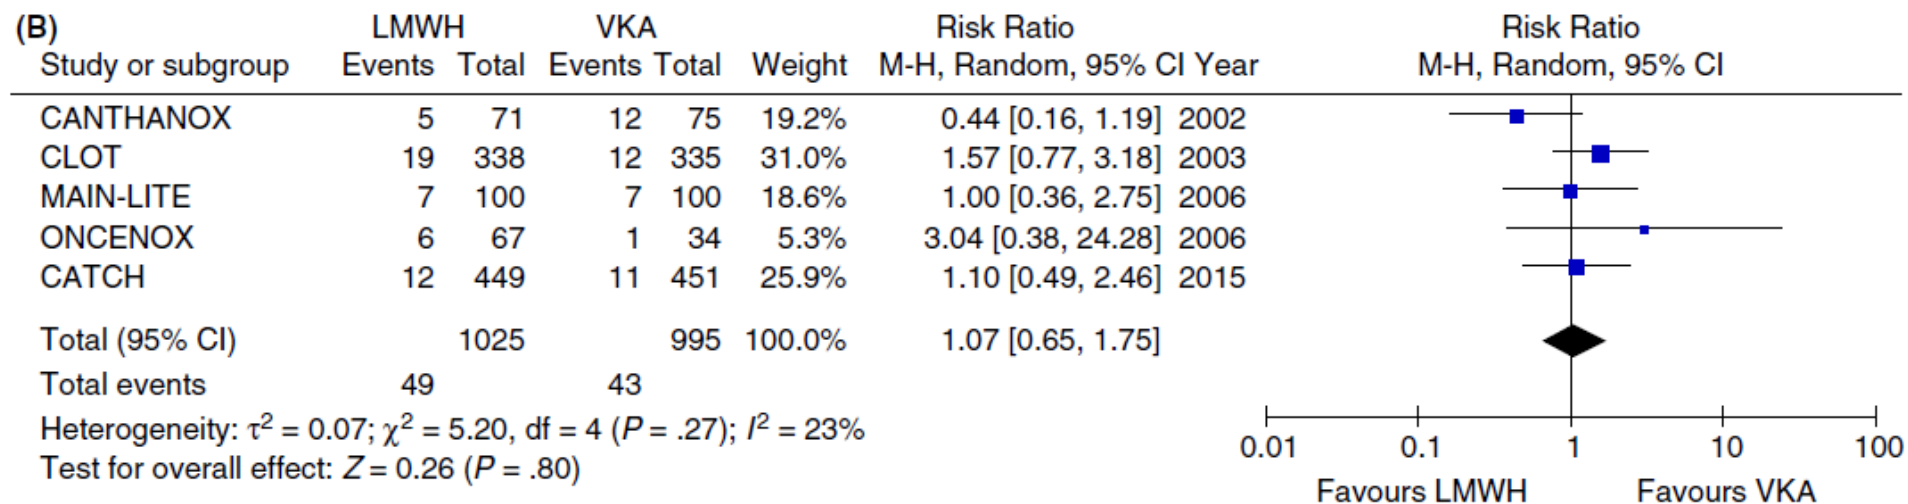 (B) LMWH VKA Risk Ratio Risk Ratio
Study or subgroup Events Total Events Total Weight M-H, Random, 95% CI Year M-H, Random, 95% CI
CANTHANOX 5 71 12 75 19.2% 0.44 [0.16, 1.19] 2002
CLOT 19 338 12 335 31.0% 1.57 [0.77, 3.18] 2003
MAIN-LITE 7 100 7 100 18.6% 1.00 [0.36, 2.75] 2006
ONCENOX 6 67 1 34 5.3% 3.04 [0.38, 24.28] 2006
CATCH 12 449 11 451 25.9% 1.10 [0.49, 2.46] 2015
Total (95% CI) 1025 995 100.0% 1.07 [0.65, 1.75]
Total events 49 43
Heterogeneity: τ² = 0.07; χ² = 5.20, df = 4 (P = .27); I² = 23%
Test for overall effect: Z = 0.26 (P = .80)
0.01 0.1 1 10 100
Favours LMWH Favours VKA